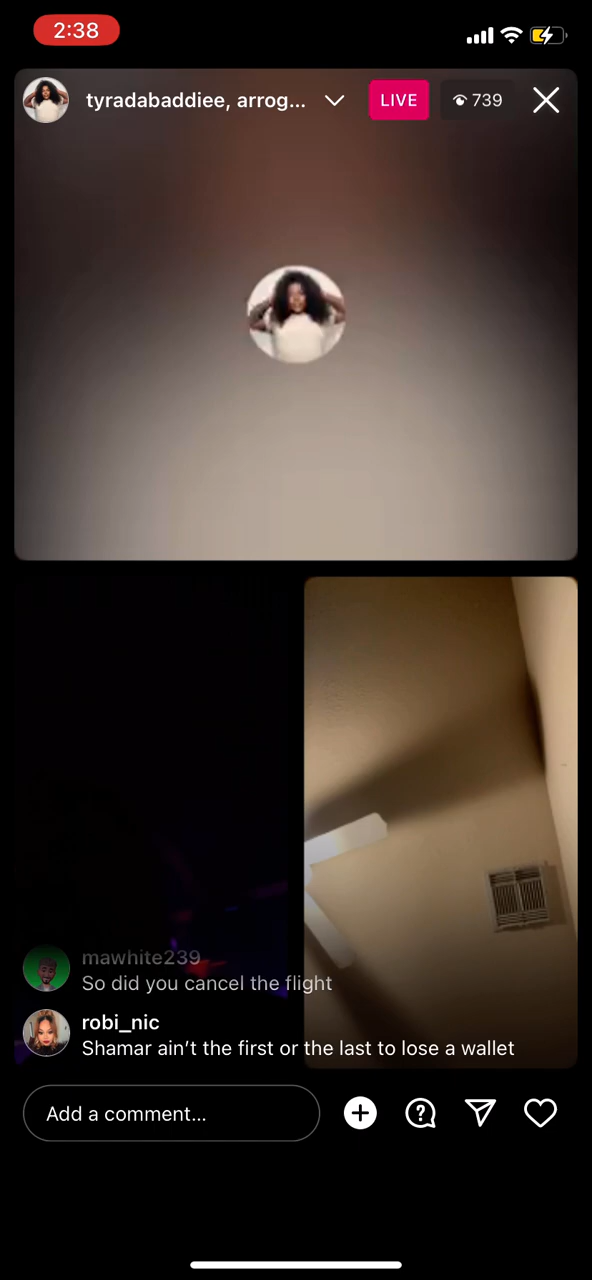 2:38
tyradabaddiee, arrog...
LIVE
739
mawhite239
So did you cancel the flight
robi_nic
Shamar ain’t the first or the last to lose a wallet
Add a comment...